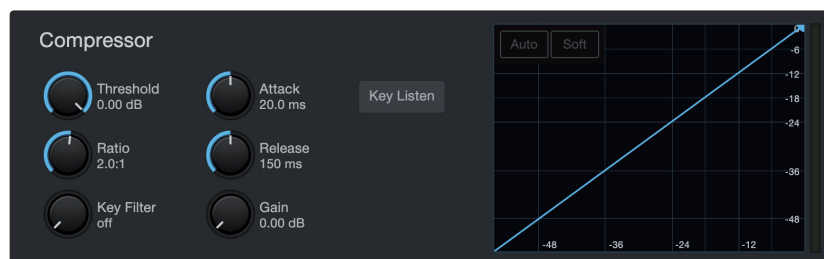 Compressor
Threshold
0.00 dB
Attack
20.0 ms
Key Listen
Ratio
2.0:1
Release
150 ms
Key Filter
off
Gain
0.00 dB
Auto
Soft
0
-6
-12
-18
-24
-36
-48
-48
-36
-24
-12